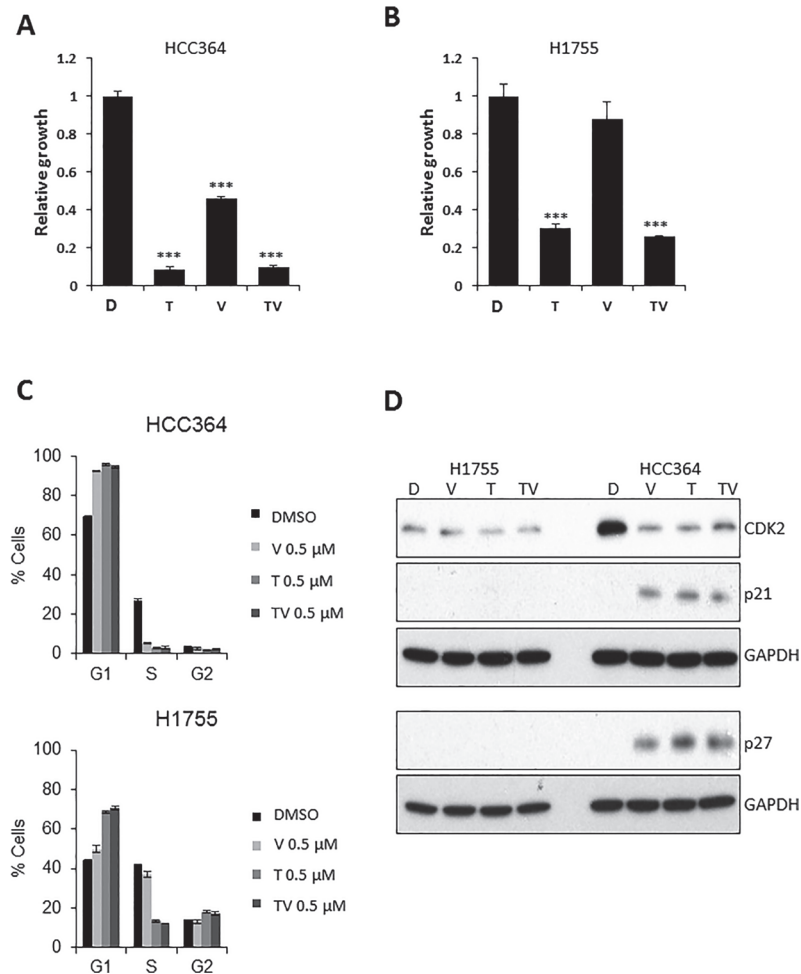 A
HCC364
1.2
1
0.8
0.6
0.4
0.2
0
Relative growth
***
***
***
D T V TV
B
H1755
1.2
1
0.8
0.6
0.4
0.2
0
Relative growth
***
***
D T V TV
C
HCC364
100
80
60
40
20
0
% Cells
G1 S G2
DMSO
V 0.5 µM
T 0.5 µM
TV 0.5 µM
H1755
100
80
60
40
20
0
% Cells
G1 S G2
DMSO
V 0.5 µM
T 0.5 µM
TV 0.5 µM
D
H1755 HCC364
D V T TV D V T TV
CDK2
p21
GAPDH
p27
GAPDH